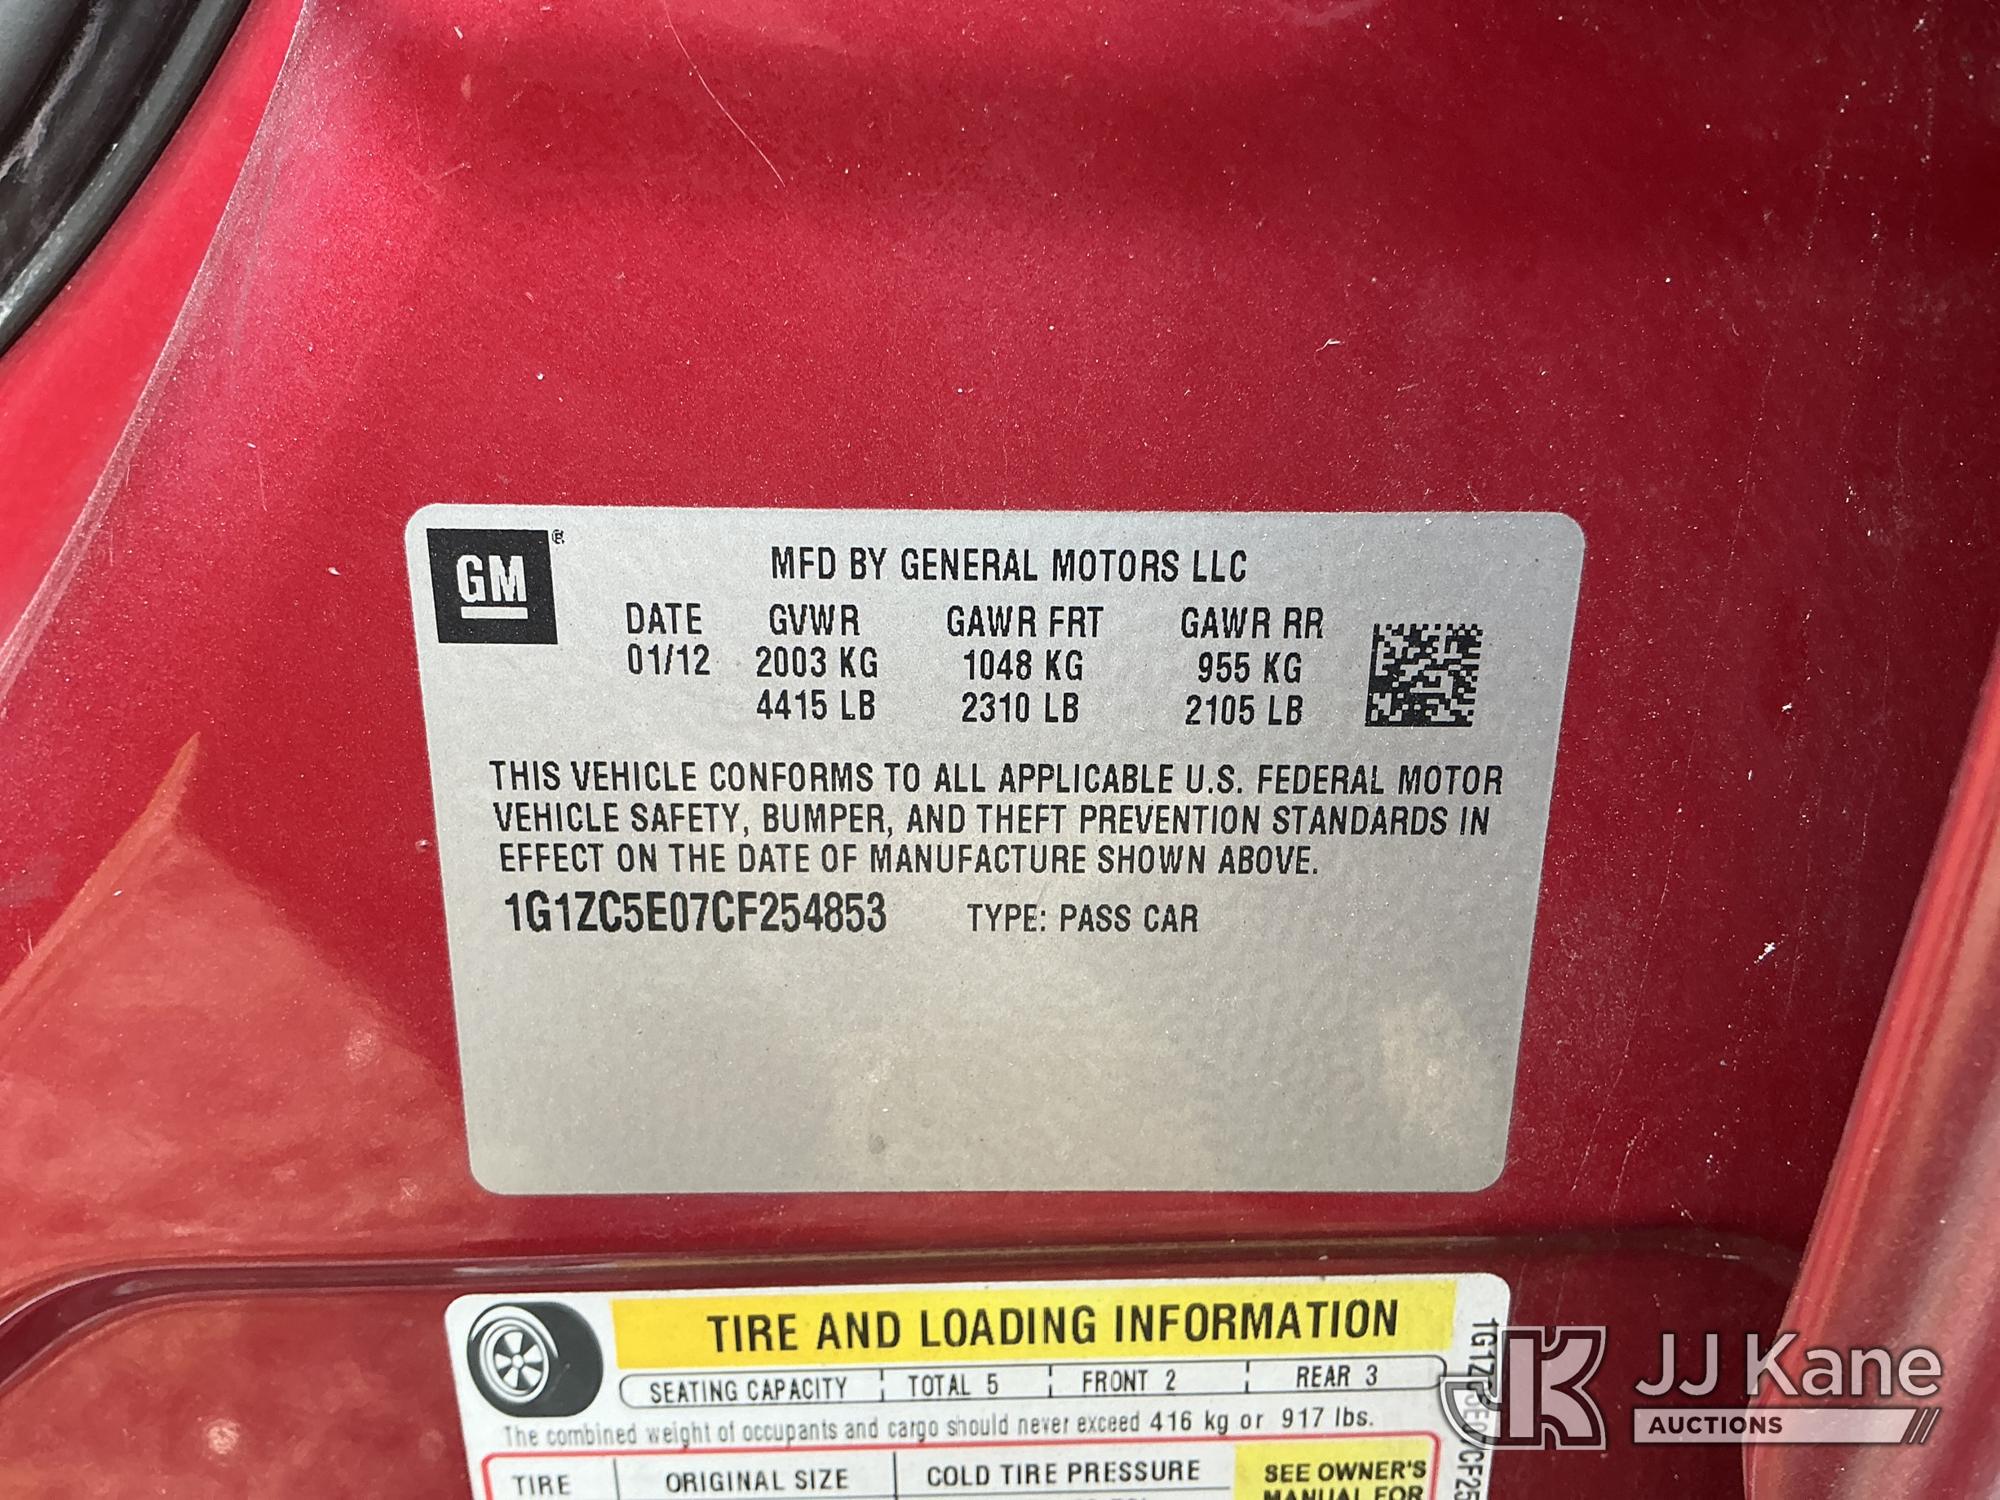 GM®
MFD BY GENERAL MOTORS LLC
DATE GVWR GAWR FRT GAWR RR
01/12 2003 KG 1048 KG 955 KG
4415 LB 2310 LB 2105 LB
THIS VEHICLE CONFORMS TO ALL APPLICABLE U.S. FEDERAL MOTOR
VEHICLE SAFETY, BUMPER, AND THEFT PREVENTION STANDARDS IN
EFFECT ON THE DATE OF MANUFACTURE SHOWN ABOVE.
1G1ZC5E07CF254853 TYPE: PASS CAR
TIRE AND LOADING INFORMATION
SEATING CAPACITY TOTAL 5 FRONT 2 REAR 3
The combined weight of occupants and cargo should never exceed 416 kg or 917 lbs.
TIRE ORIGINAL SIZE COLD TIRE PRESSURE SEE OWNER'S
MANUAL FOR
JK JJ Kane
AUCTIONS